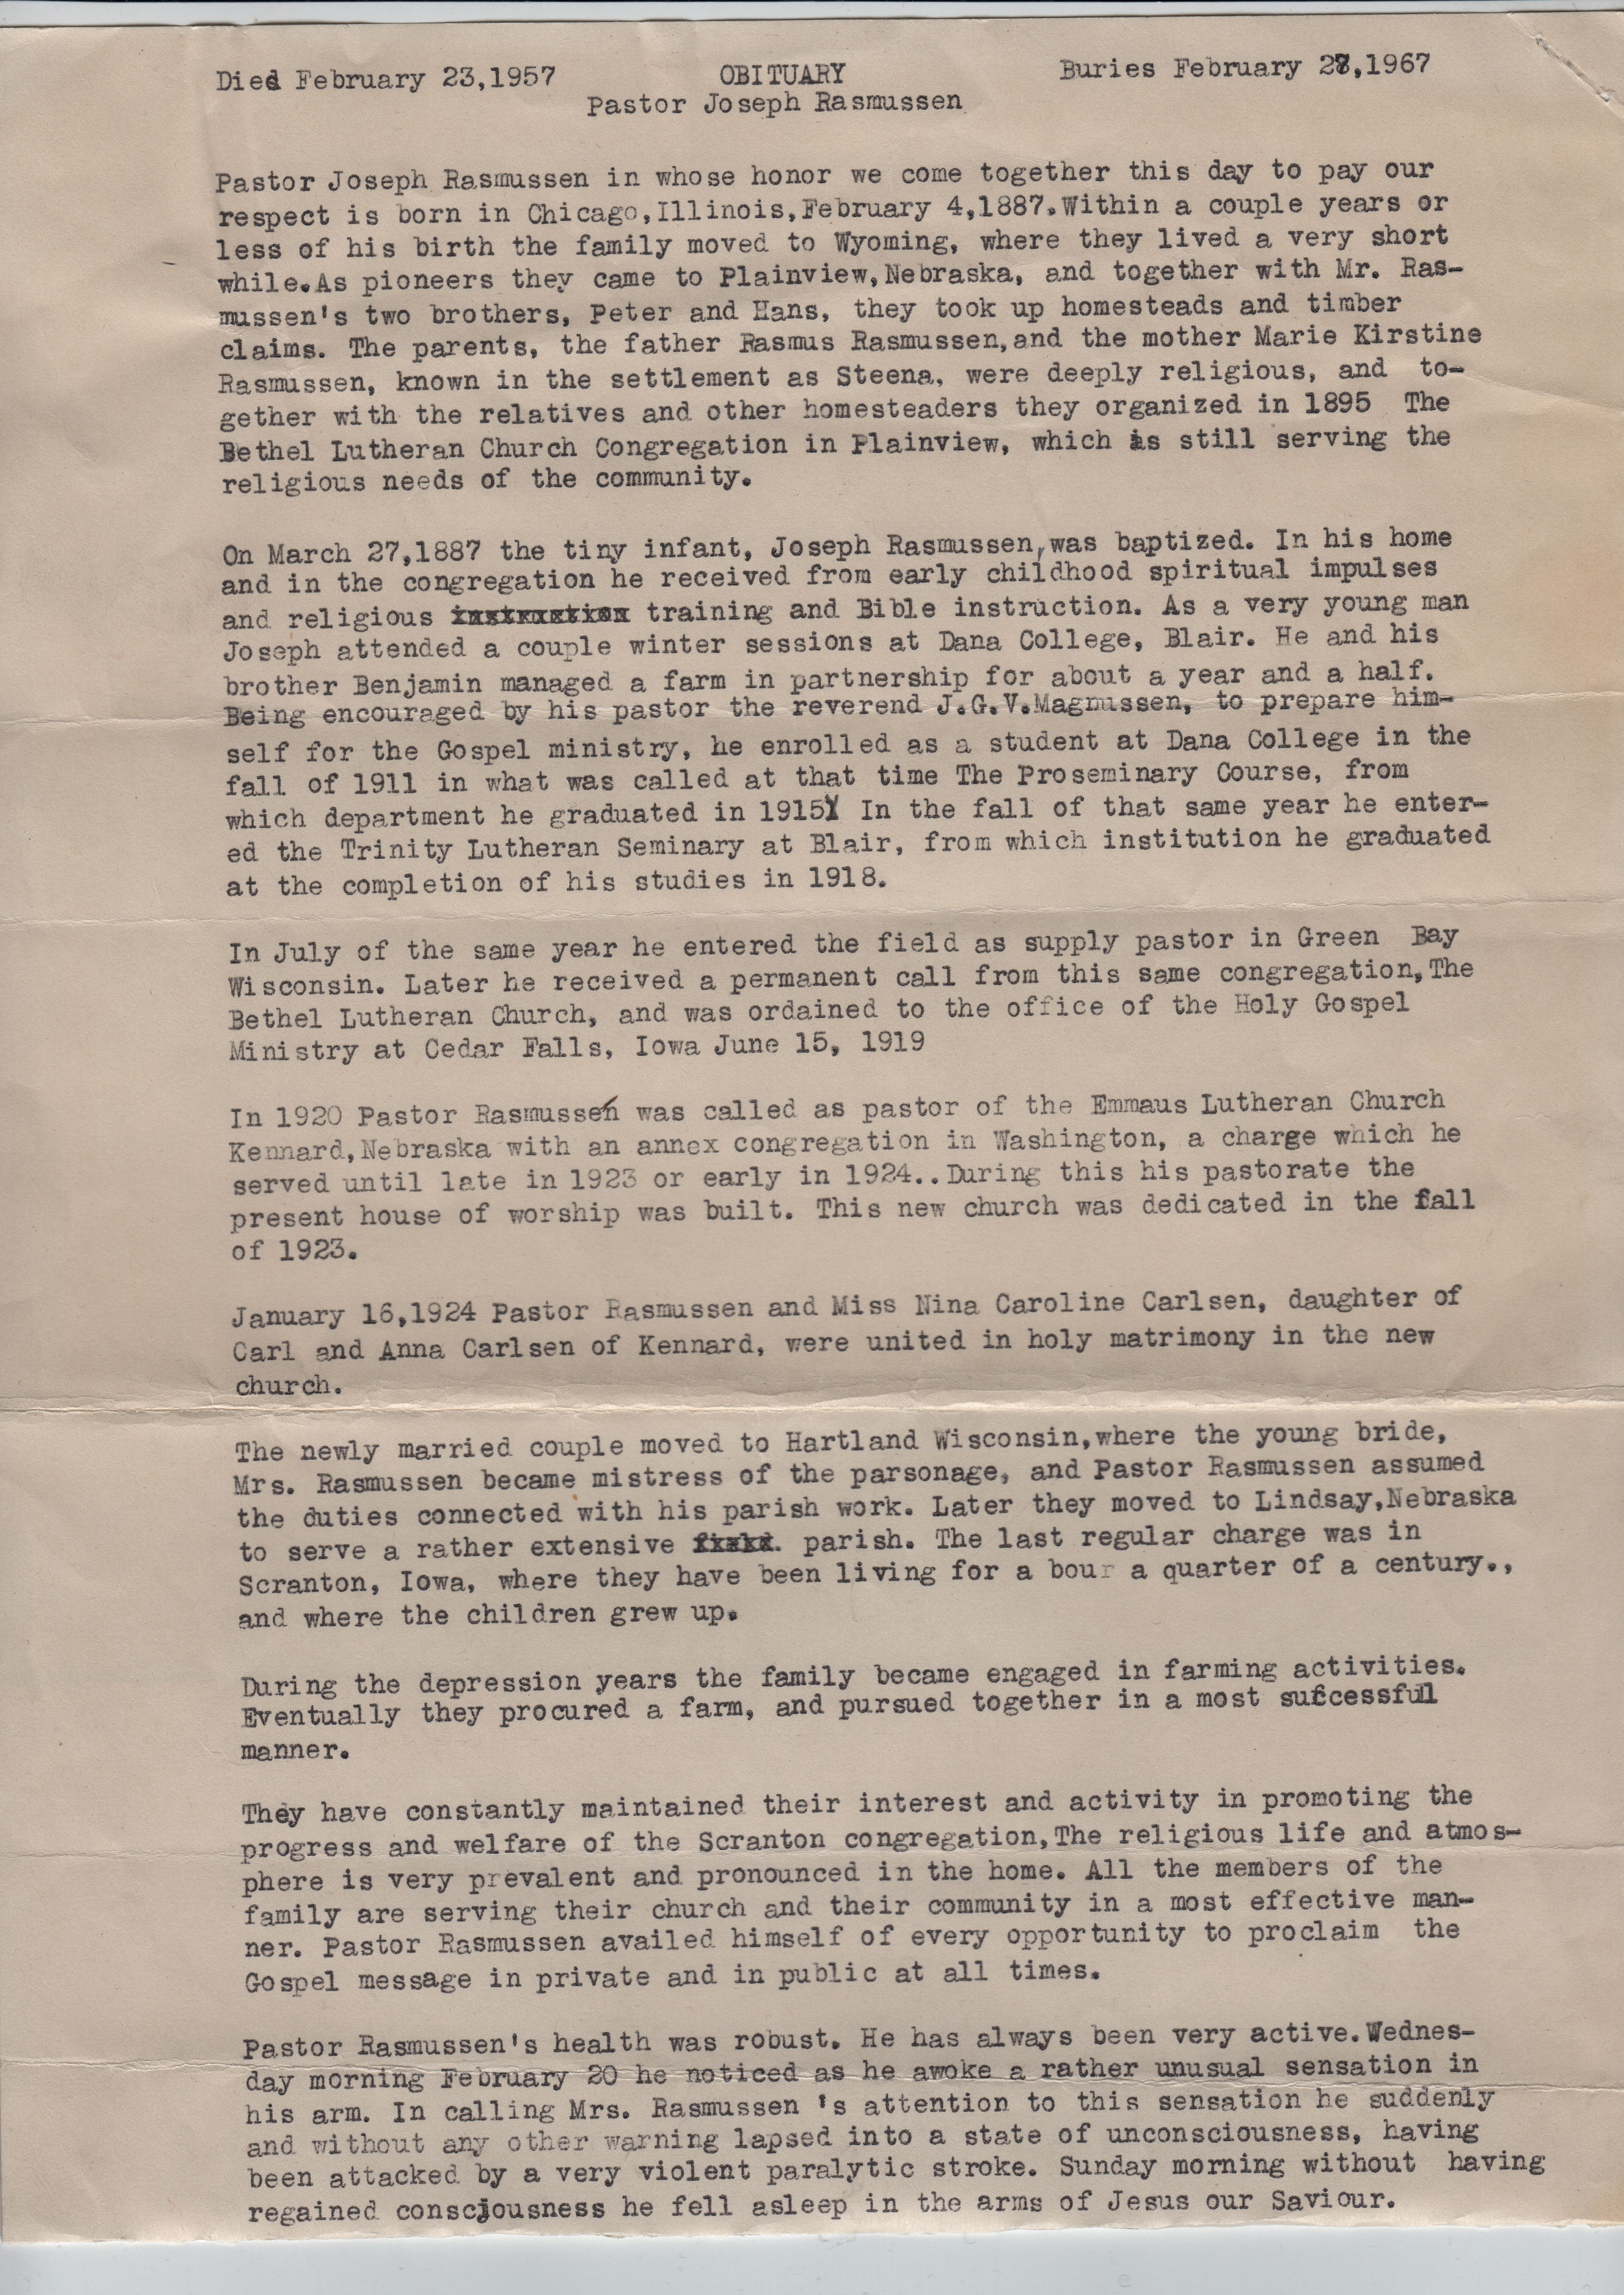 Died February 23,1957 OBITUARY Buries February 27,1967
Pastor Joseph Rasmussen
Pastor Joseph Rasmussen in whose honor we come together this day to pay our
respect is born in Chicago,Illinois,February 4,1887.Within a couple years or
less of his birth the family moved to Wyoming, where they lived a very short
while.As pioneers they came to Plainview,Nebraska, and together with Mr. Ras-
mussen's two brothers, Peter and Hans, they took up homesteads and timber
claims. The parents, the father Rasmus Rasmussen,and the mother Marie Kirstine
Rasmussen, known in the settlement as Steena, were deeply religious, and to-
gether with the relatives and other homesteaders they organized in 1895 The
Bethel Lutheran Church Congregation in Plainview, which is still serving the
religious needs of the community.
On March 27,1887 the tiny infant, Joseph Rasmussen,was baptized. In his home
and in the congregation he received from early childhood spiritual impulses
and religious training and Bible instruction. As a very young man
Joseph attended a couple winter sessions at Dana College, Blair. He and his
brother Benjamin managed a farm in partnership for about a year and a half.
Being encouraged by his pastor the reverend J.G.V.Magnussen, to prepare him-
self for the Gospel ministry, he enrolled as a student at Dana College in the
fall of 1911 in what was called at that time The Proseminary Course, from
which department he graduated in 1915. In the fall of that same year he enter-
ed the Trinity Lutheran Seminary at Blair, from which institution he graduated
at the completion of his studies in 1918.
In July of the same year he entered the field as supply pastor in Green Bay
Wisconsin. Later he received a permanent call from this same congregation,The
Bethel Lutheran Church, and was ordained to the office of the Holy Gospel
Ministry at Cedar Falls, Iowa June 15, 1919
In 1920 Pastor Rasmussen was called as pastor of the Emmaus Lutheran Church
Kennard,Nebraska with an annex congregation in Washington, a charge which he
served until late in 1923 or early in 1924..During this his pastorate the
present house of worship was built. This new church was dedicated in the fall
of 1923.
January 16,1924 Pastor Rasmussen and Miss Nina Caroline Carlsen, daughter of
Carl and Anna Carlsen of Kennard, were united in holy matrimony in the new
church.
The newly married couple moved to Hartland Wisconsin,where the young bride,
Mrs. Rasmussen became mistress of the parsonage, and Pastor Rasmussen assumed
the duties connected with his parish work. Later they moved to Lindsay,Nebraska
to serve a rather extensive parish. The last regular charge was in
Scranton, Iowa, where they have been living for a bour a quarter of a century.,
and where the children grew up.
During the depression years the family became engaged in farming activities.
Eventually they procured a farm, and pursued together in a most successful
manner.
They have constantly maintained their interest and activity in promoting the
progress and welfare of the Scranton congregation,The religious life and atmos-
phere is very prevalent and pronounced in the home. All the members of the
family are serving their church and their community in a most effective man-
ner. Pastor Rasmussen availed himself of every opportunity to proclaim the
Gospel message in private and in public at all times.
Pastor Rasmussen's health was robust. He has always been very active.Wednes-
day morning February 20 he noticed as he awoke a rather unusual sensation in
his arm. In calling Mrs. Rasmussen 's attention to this sensation he suddenly
and without any other warning lapsed into a state of unconsciousness, having
been attacked by a very violent paralytic stroke. Sunday morning without having
regained consciousness he fell asleep in the arms of Jesus our Saviour.